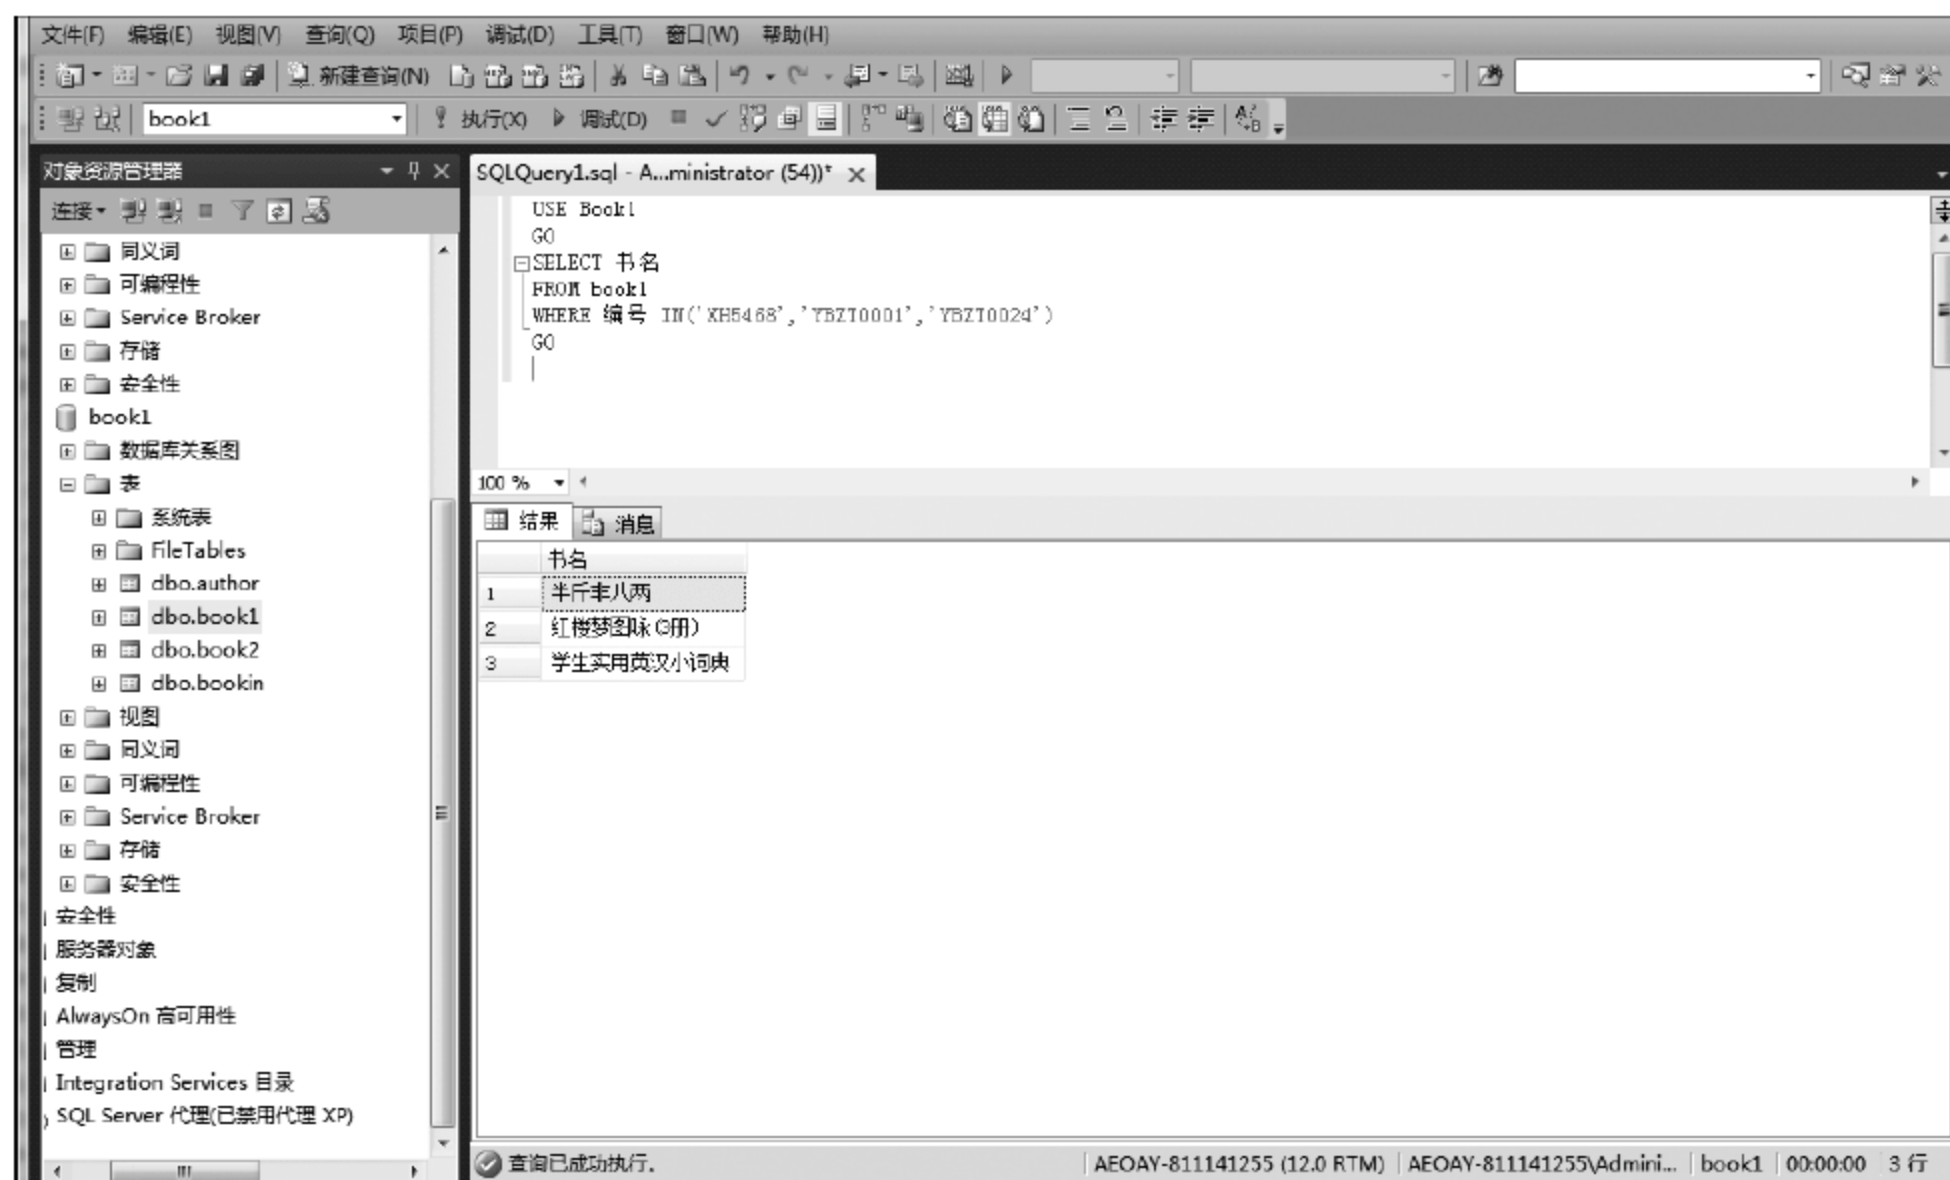 文件(F) 编辑(E) 视图(V) 查询(Q) 项目(P) 调试(D) 工具(T) 窗口(W) 帮助(H)
新建查询(N)
book1 执行(X) 调试(D)
对象资源管理器
连接
同义词
可编程性
Service Broker
存储
安全性
book1
数据库关系图
表
系统表
FileTables
dbo.author
dbo.book1
dbo.book2
dbo.bookin
视图
同义词
可编程性
Service Broker
存储
安全性
安全性
服务器对象
复制
AlwaysOn 高可用性
管理
Integration Services 目录
SQL Server 代理(已禁用代理 XP)
SQLQuery1.sql - A...ministrator (54))*
USE Book1
GO
SELECT 书名
FROM book1
WHERE 编号 IN('XH5468','YBZT0001','YBZT0024')
GO
100 %
结果 消息
书名
1 半斤非八两
2 红楼梦图咏(3册)
3 学生实用英汉小词典
查询已成功执行。 AEOAY-811141255 (12.0 RTM) AEOAY-811141255\Admini... book1 00:00:00 3 行